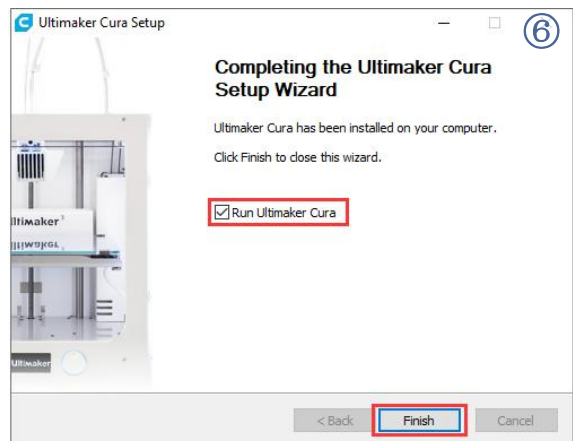 Ultimaker Cura Setup
⑥
Completing the Ultimaker Cura
Setup Wizard
Ultimaker Cura has been installed on your computer.
Click Finish to close this wizard.
Run Ultimaker Cura
Ultimaker³
Ultimaker
< Back
Finish
Cancel